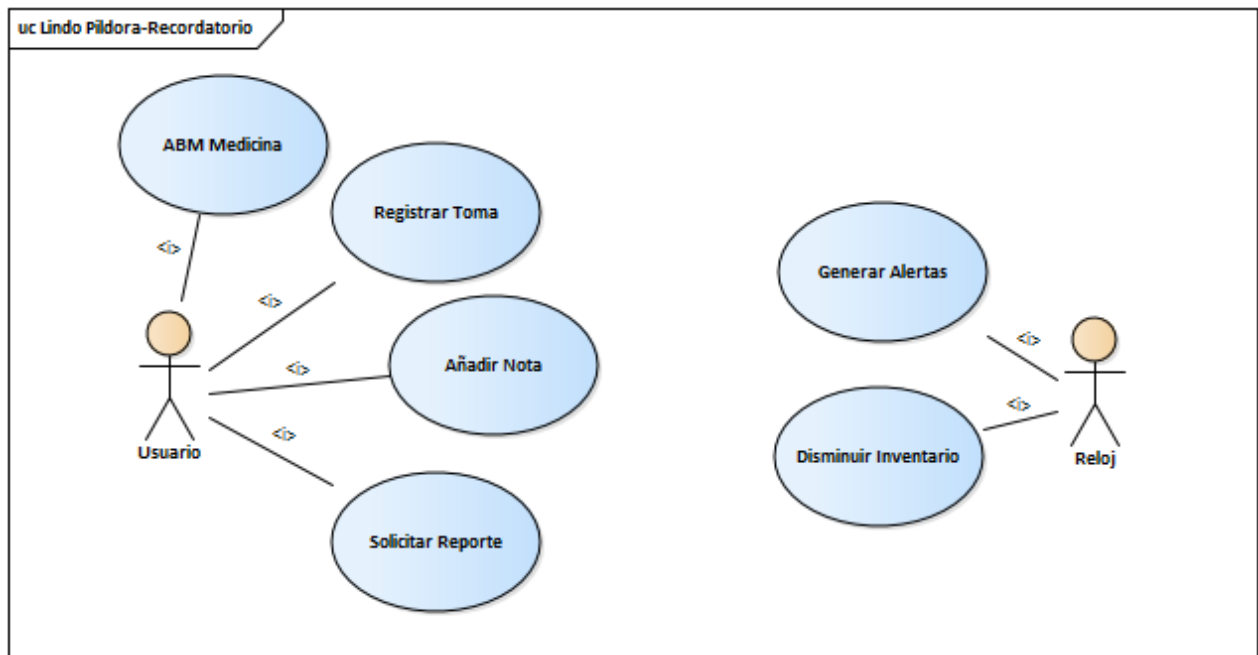 uc Lindo Pildora-Recordatorio
ABM Medicina
<i>
Registrar Toma
<i>
Añadir Nota
<i>
Usuario
<i>
Solicitar Reporte
Generar Alertas
<i>
Disminuir Inventario
<i>
Reloj